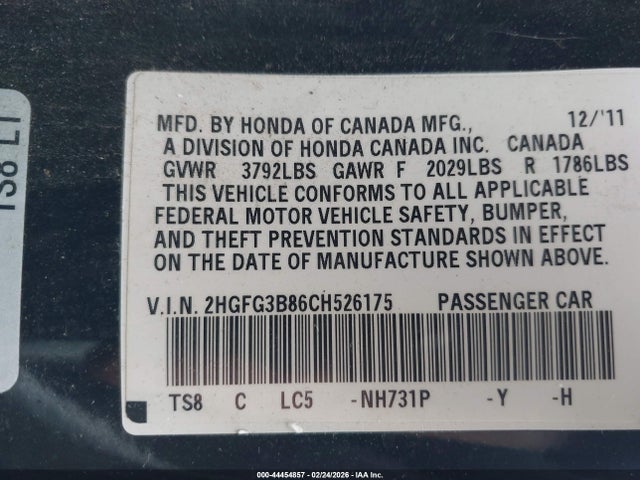 TS8 LT
MFD. BY HONDA OF CANADA MFG., 12/'11
A DIVISION OF HONDA CANADA INC. CANADA
GVWR 3792LBS GAWR F 2029LBS R 1786LBS
THIS VEHICLE CONFORMS TO ALL APPLICABLE
FEDERAL MOTOR VEHICLE SAFETY, BUMPER,
AND THEFT PREVENTION STANDARDS IN EFFECT
ON THE DATE OF MANUFACTURE SHOWN ABOVE.
V.I.N. 2HGFG3B86CH526175 PASSENGER CAR
TS8 C LC5 -NH731P -Y -H
000-44454857 - 02/24/2026 - IAA Inc.